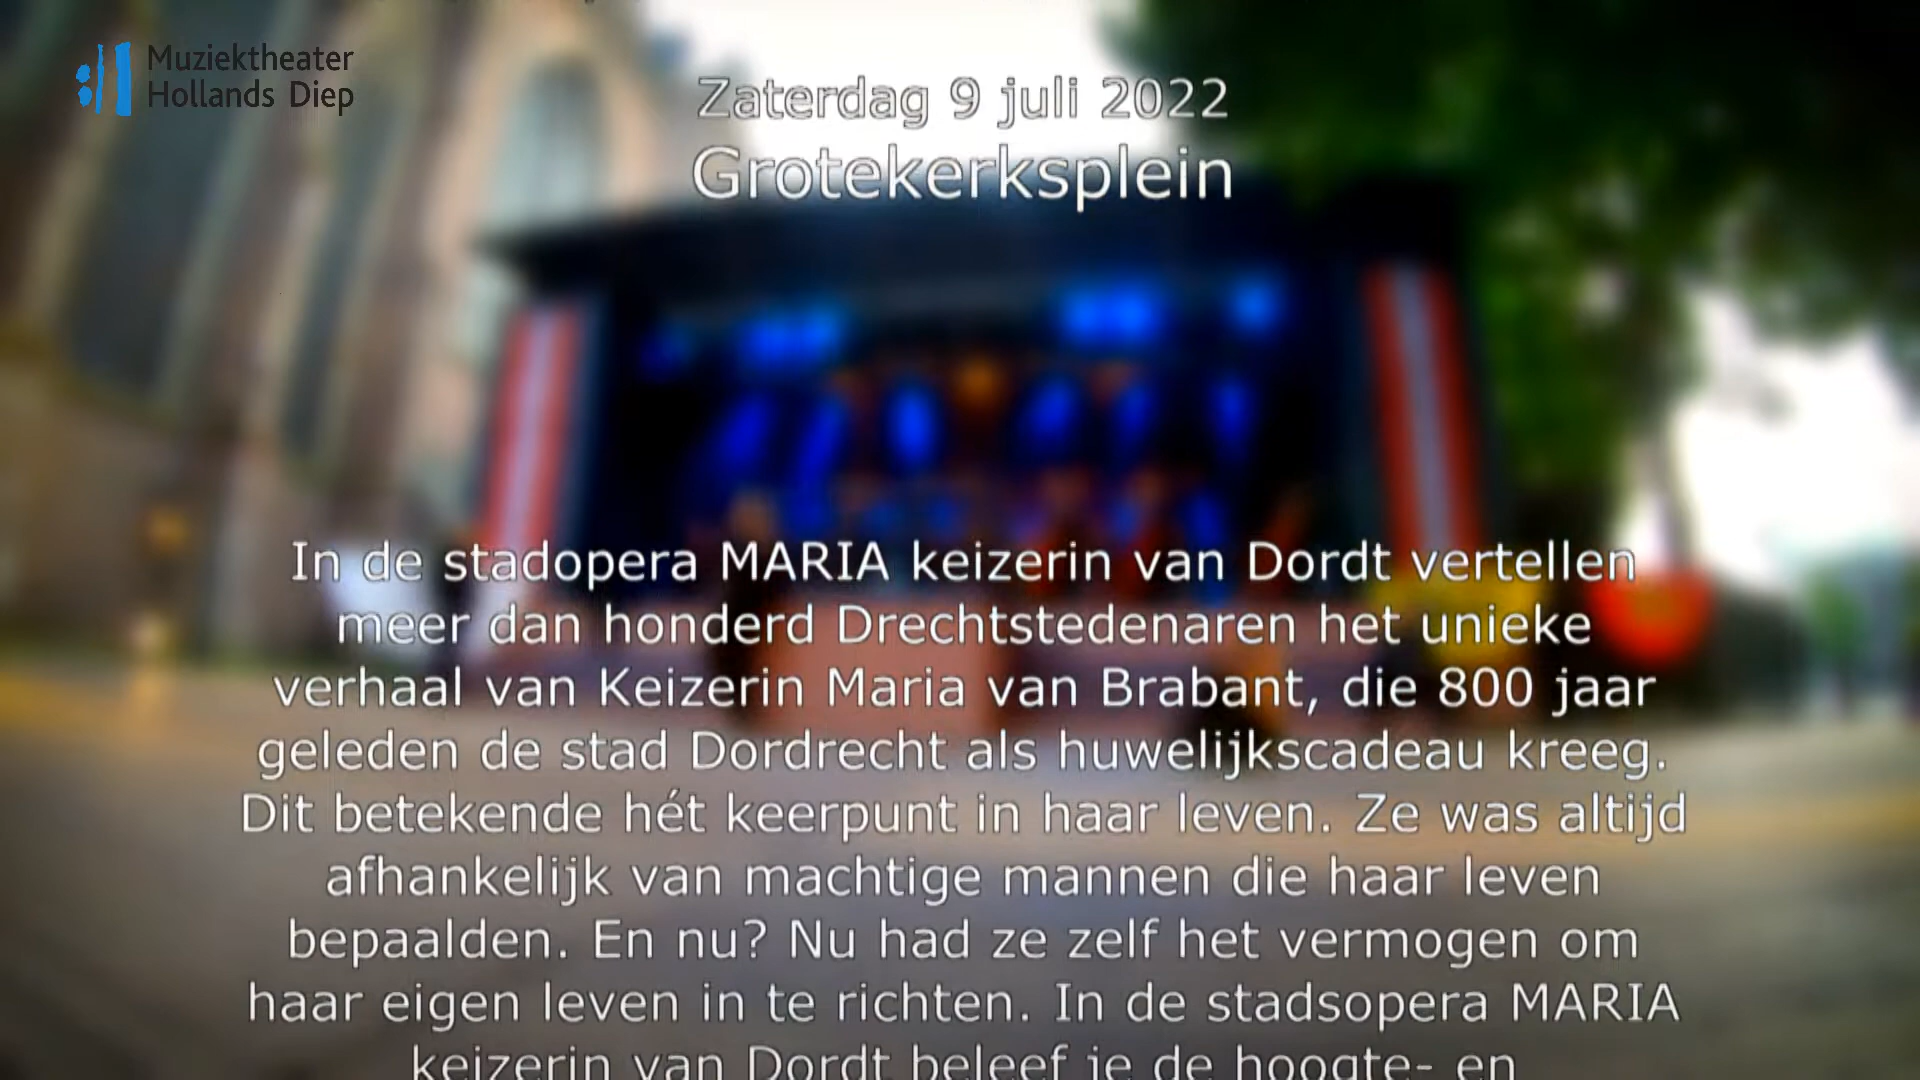 Muziektheater
Hollands Diep
Zaterdag 9 juli 2022
Grotekerksplein
In de stadopera MARIA keizerin van Dordt vertellen
meer dan honderd Drechtstedenaren het unieke
verhaal van Keizerin Maria van Brabant, die 800 jaar
geleden de stad Dordrecht als huwelijkscadeau kreeg.
Dit betekende hét keerpunt in haar leven. Ze was altijd
afhankelijk van machtige mannen die haar leven
bepaalden. En nu? Nu had ze zelf het vermogen om
haar eigen leven in te richten. In de stadsopera MARIA
keizerin van Dordt beleef je de hoogte- en